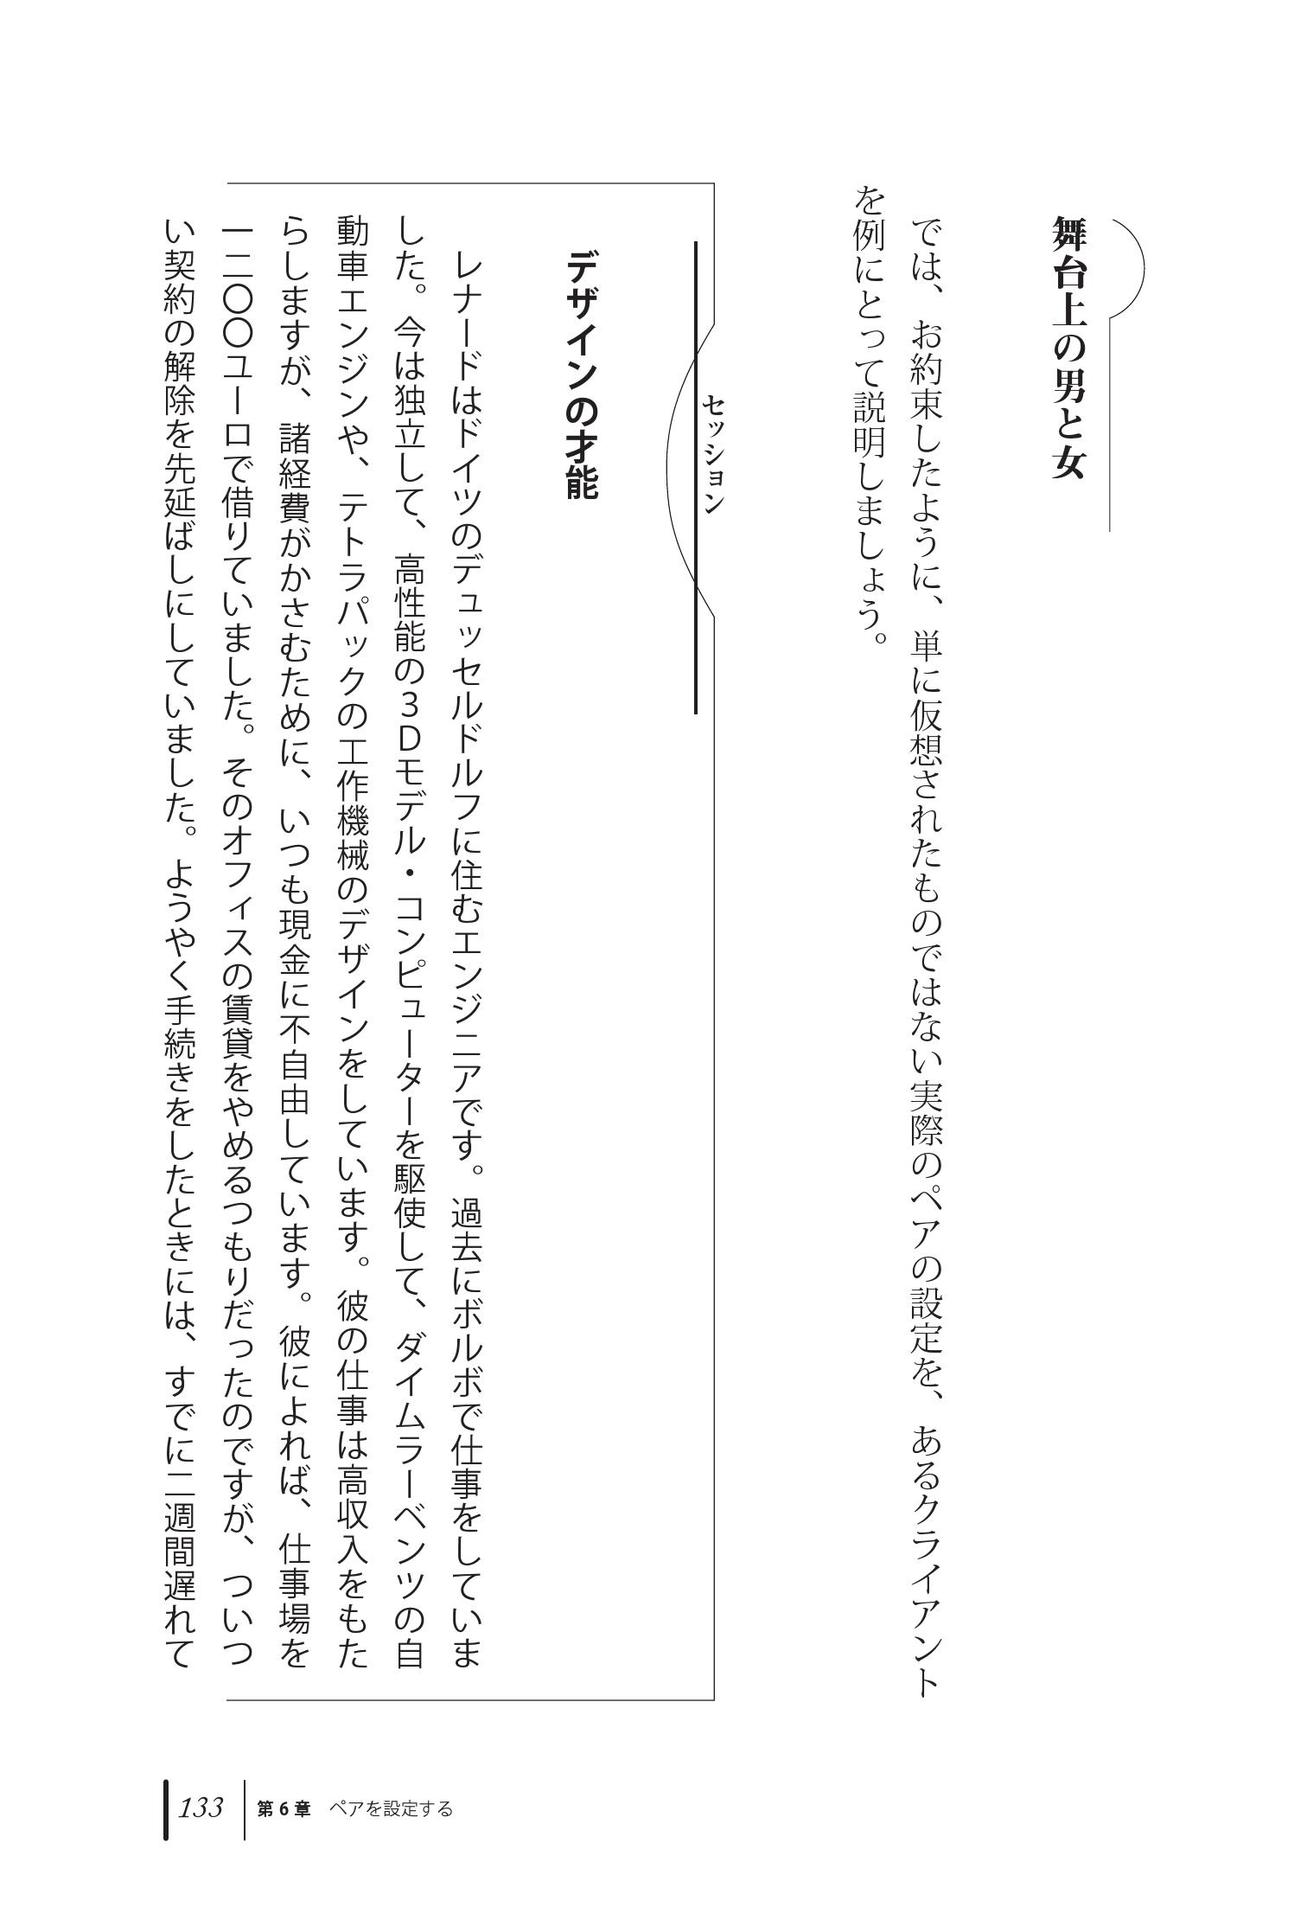 舞台上の男と女
では、お約束したように、単に仮想されたものではない実際のペアの設定を、あるクライアント
を例にとって説明しましょう。
セッション
デザインの才能
レナードはドイツのデュッセルドルフに住むエンジニアです。過去にボルボで仕事をしていま
した。今は独立して、高性能の3Dモデル・コンピューターを駆使して、ダイムラーベンツの自
動車エンジンや、テトラパックの工作機械のデザインをしています。彼の仕事は高収入をもた
らしますが、諸経費がかさむために、いつも現金に不自由しています。彼によれば、仕事場を
一二〇〇ユーロで借りていました。そのオフィスの賃貸をやめるつもりだったのですが、ついつ
い契約の解除を先延ばしにしていました。ようやく手続きをしたときには、すでに二週間遅れて
133 第6章 ペアを設定する